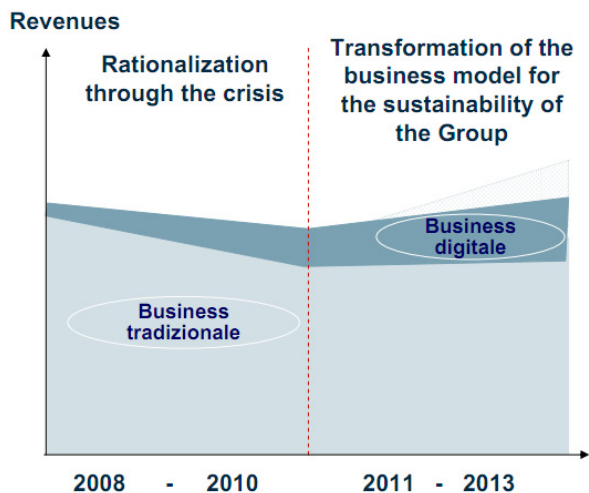 Revenues
Rationalization
through the crisis
Transformation of the
business model for
the sustainability of
the Group
Business
digitale
Business
tradizionale
2008 - 2010
2011 - 2013